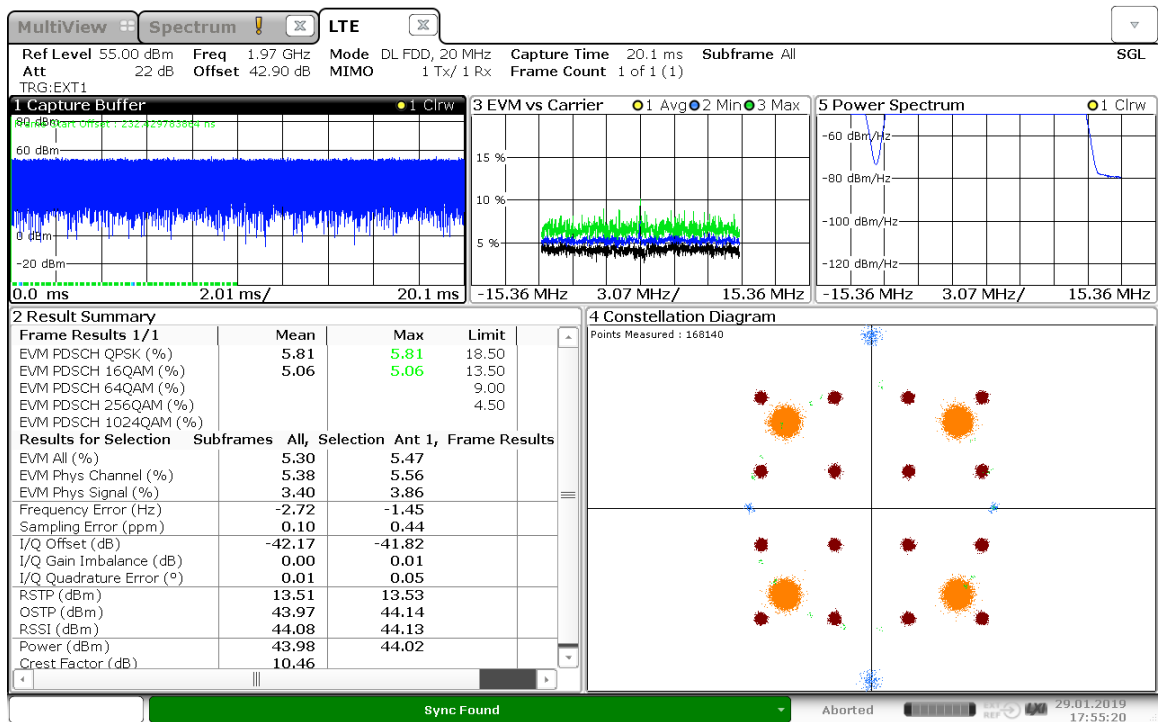 MultiView Spectrum LTE
Ref Level 55.00 dBm Freq 1.97 GHz Mode DL FDD, 20 MHz Capture Time 20.1 ms Subframe All SGL
Att 22 dB Offset 42.90 dB MIMO 1 Tx/ 1 Rx Frame Count 1 of 1 (1)
TRG:EXT1
1 Capture Buffer 1 Clrw
80 dBm
60 dBm
0 dBm
-20 dBm
0.0 ms 2.01 ms/ 20.1 ms
3 EVM vs Carrier 1 Avg 2 Min 3 Max
15 %
10 %
5 %
-15.36 MHz 3.07 MHz/ 15.36 MHz
5 Power Spectrum 1 Clrw
-60 dBm/Hz
-80 dBm/Hz
-100 dBm/Hz
-120 dBm/Hz
-15.36 MHz 3.07 MHz/ 15.36 MHz
2 Result Summary
Frame Results 1/1 Mean Max Limit
EVM PDSCH QPSK (%) 5.81 5.81 18.50
EVM PDSCH 16QAM (%) 5.06 5.06 13.50
EVM PDSCH 64QAM (%) 9.00
EVM PDSCH 256QAM (%) 4.50
EVM PDSCH 1024QAM (%)
Results for Selection Subframes All, Selection Ant 1, Frame Results
EVM All (%) 5.30 5.47
EVM Phys Channel (%) 5.38 5.56
EVM Phys Signal (%) 3.40 3.86
Frequency Error (Hz) -2.72 -1.45
Sampling Error (ppm) 0.10 0.44
I/Q Offset (dB) -42.17 -41.82
I/Q Gain Imbalance (dB) 0.00 0.01
I/Q Quadrature Error (°) 0.01 0.05
RSTP (dBm) 13.51 13.53
OSTP (dBm) 43.97 44.14
RSSI (dBm) 44.08 44.13
Power (dBm) 43.98 44.02
Crest Factor (dB) 10.46
4 Constellation Diagram
Points Measured : 168140
Sync Found
Aborted
EXT
REF
LXI
29.01.2019
17:55:20